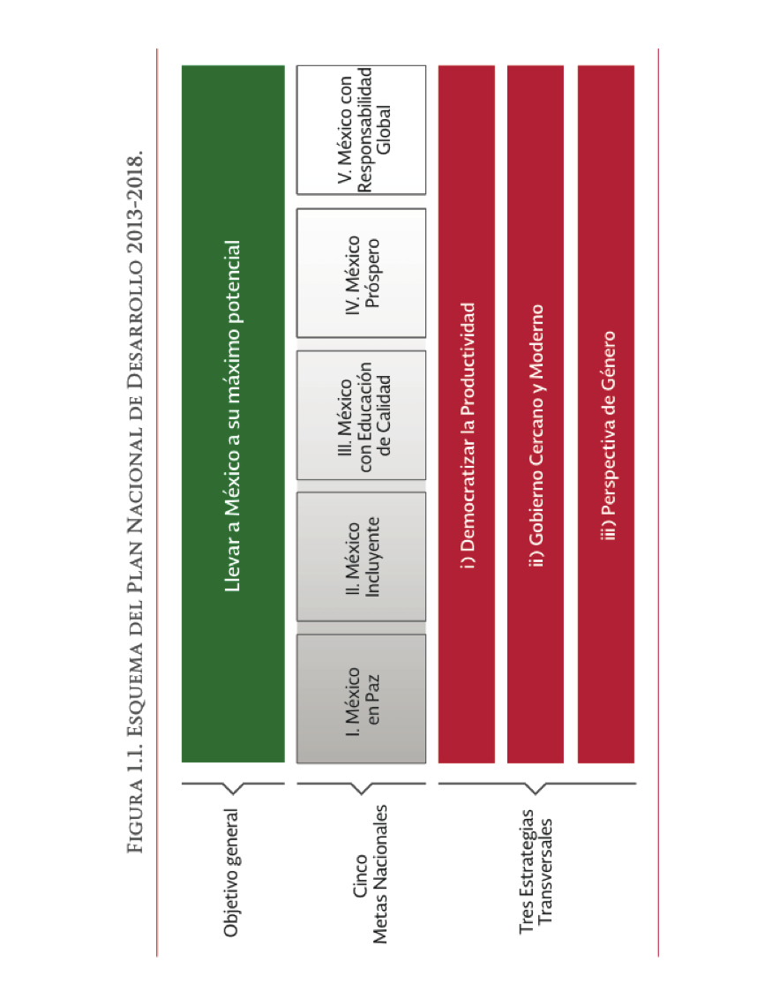 FIGURA 1.1. ESQUEMA DEL PLAN NACIONAL DE DESARROLLO 2013-2018.
Objetivo general
Llevar a México a su máximo potencial
Cinco
Metas Nacionales
I. México
en Paz
II. México
Incluyente
III. México
con Educación
de Calidad
IV. México
Próspero
V. México con
Responsabilidad
Global
Tres Estrategias
Transversales
i) Democratizar la Productividad
ii) Gobierno Cercano y Moderno
iii) Perspectiva de Género